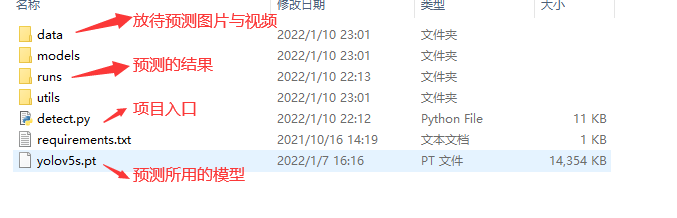 名称 修改日期 类型 大小
放待预测图片与视频
data 2022/1/10 23:01 文件夹
models 2022/1/10 23:01 文件夹
预测的结果
runs 2022/1/10 22:13 文件夹
utils 2022/1/10 23:01 文件夹
项目入口
detect.py 2022/1/10 22:12 Python File 11 KB
requirements.txt 2021/10/16 14:19 文本文档 1 KB
yolov5s.pt 2022/1/7 16:16 PT 文件 14,354 KB
预测所用的模型